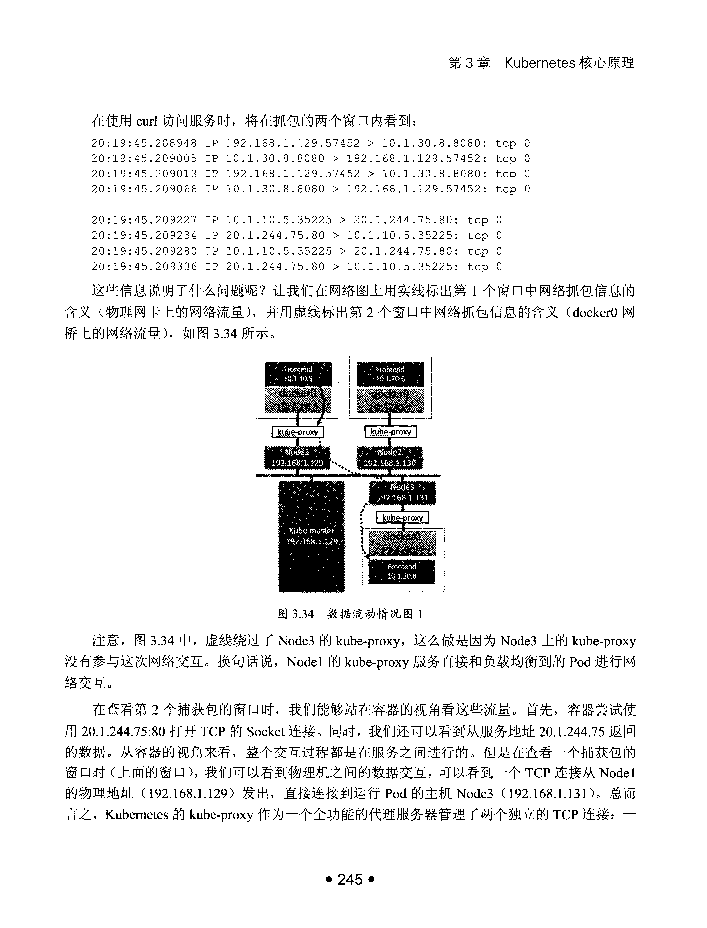 第 3 章 Kubernetes 核心原理
在使用 curl 访问服务时，将在抓包的两个窗口内看到：
20:19:45.208948 IP 192.168.1.129.57452 > 10.1.30.8.8080: tcp 0
20:19:45.209005 IP 10.1.30.8.8080 > 192.168.1.129.57452: tcp 0
20:19:45.209013 IP 192.168.1.129.57452 > 10.1.30.8.8080: tcp 0
20:19:45.209066 IP 10.1.30.8.8080 > 192.168.1.129.57452: tcp 0
20:19:45.209227 IP 10.1.10.5.35225 > 20.1.244.75.80: tcp 0
20:19:45.209234 IP 20.1.244.75.80 > 10.1.10.5.35225: tcp 0
20:19:45.209280 IP 10.1.10.5.35225 > 20.1.244.75.80: tcp 0
20:19:45.209336 IP 20.1.244.75.80 > 10.1.10.5.35225: tcp 0
这些信息说明了什么问题呢？让我们在网络图上用实线标出第 1 个窗口中网络抓包信息的
含义（物理网卡上的网络流量），并用虚线标出第 2 个窗口中网络抓包信息的含义（docker0 网
桥上的网络流量），如图 3.34 所示。
Frontend
10.1.10.5
Frontend
10.1.20.6
kube-proxy
kube-proxy
Node1
192.168.1.129
Node2
192.168.1.130
Node3
192.168.1.131
Kube master
kube-proxy
Frontend
10.1.30.8
图 3.34 数据流动情况图 1
注意，图 3.34 中，虚线绕过了 Node3 的 kube-proxy，这么做是因为 Node3 上的 kube-proxy
没有参与这次网络交互。换句话说，Node1 的 kube-proxy 服务直接和负载均衡到的 Pod 进行网
络交互。
在查看第 2 个捕获包的窗口时，我们能够站在容器的视角看这些流量。首先，容器尝试使
用 20.1.244.75:80 打开 TCP 的 Socket 连接。同时，我们还可以看到从服务地址 20.1.244.75 返回
的数据。从容器的视角来看，整个交互过程都是在服务之间进行的。但是在查看一个捕获包的
窗口时（上面的窗口），我们可以看到物理机之间的数据交互，可以看到一个 TCP 连接从 Node1
的物理地址（192.168.1.129）发出，直接连接到运行 Pod 的主机 Node3（192.168.1.131）。总而
言之，Kubernetes 的 kube-proxy 作为一个全功能的代理服务器管理了两个独立的 TCP 连接：一
• 245 •